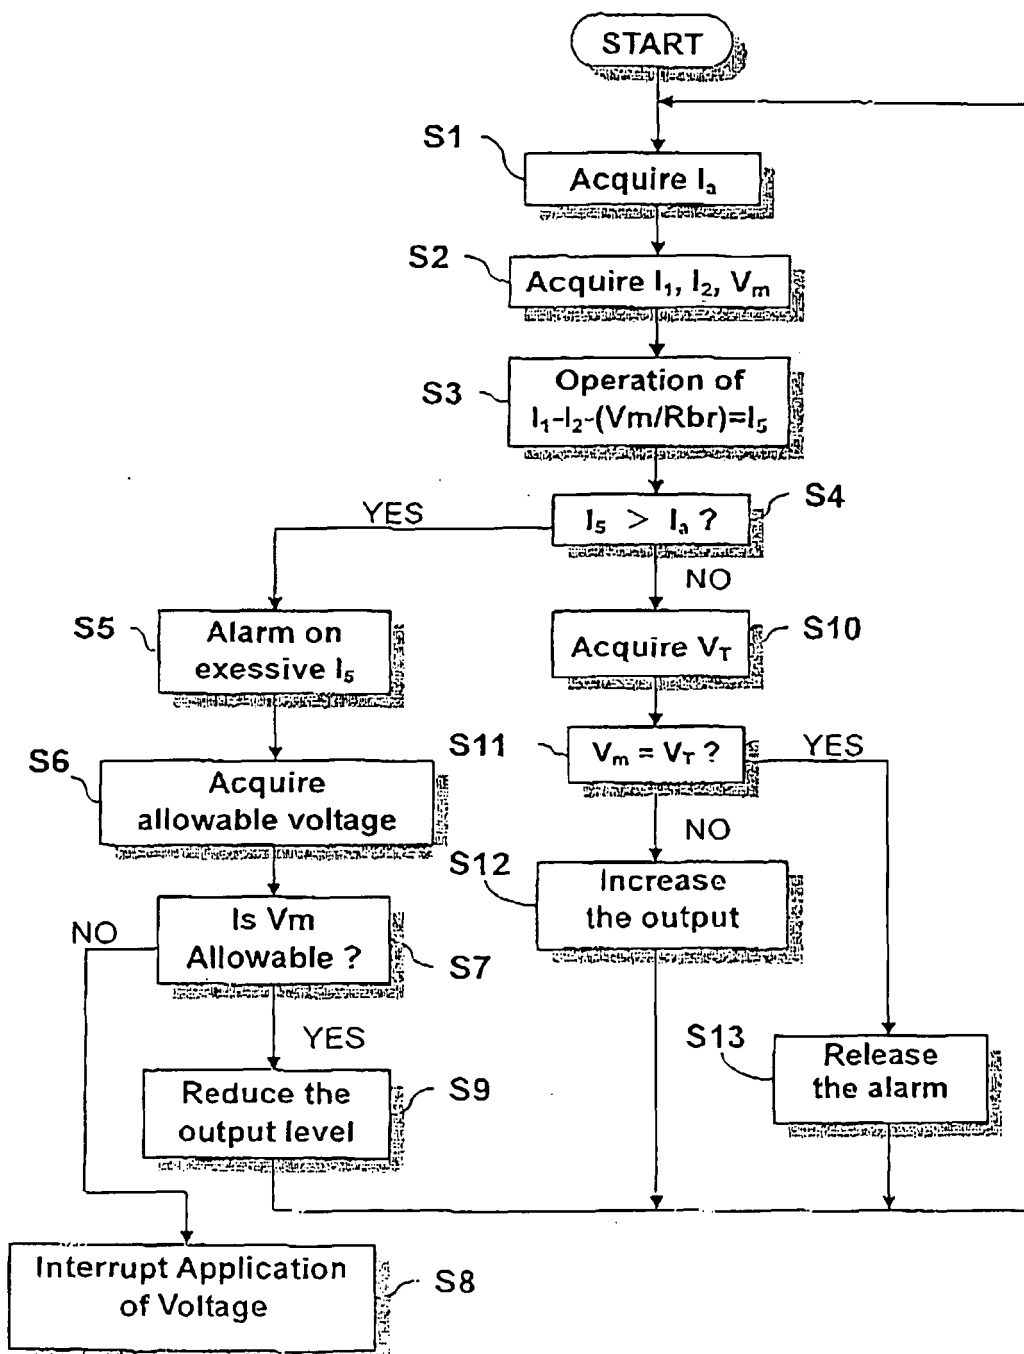 START
S1
Acquire Iₐ
S2
Acquire I₁, I₂, Vₘ
S3
Operation of
I₁-I₂-(Vm/Rbr)=I₅
S4
I₅ > Iₐ ?
YES
NO
S5
Alarm on
exessive I₅
S10
Acquire V_T
S11
Vₘ = V_T ?
YES
S6
Acquire
allowable voltage
NO
S12
Increase
the output
NO
Is Vm
Allowable ?
S7
YES
S13
Release
the alarm
Reduce the
output level
S9
Interrupt Application
of Voltage
S8